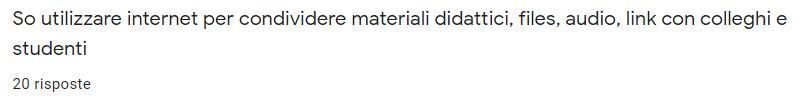 So utilizzare internet per condividere materiali didattici, files, audio, link con colleghi e
studenti
20 risposte